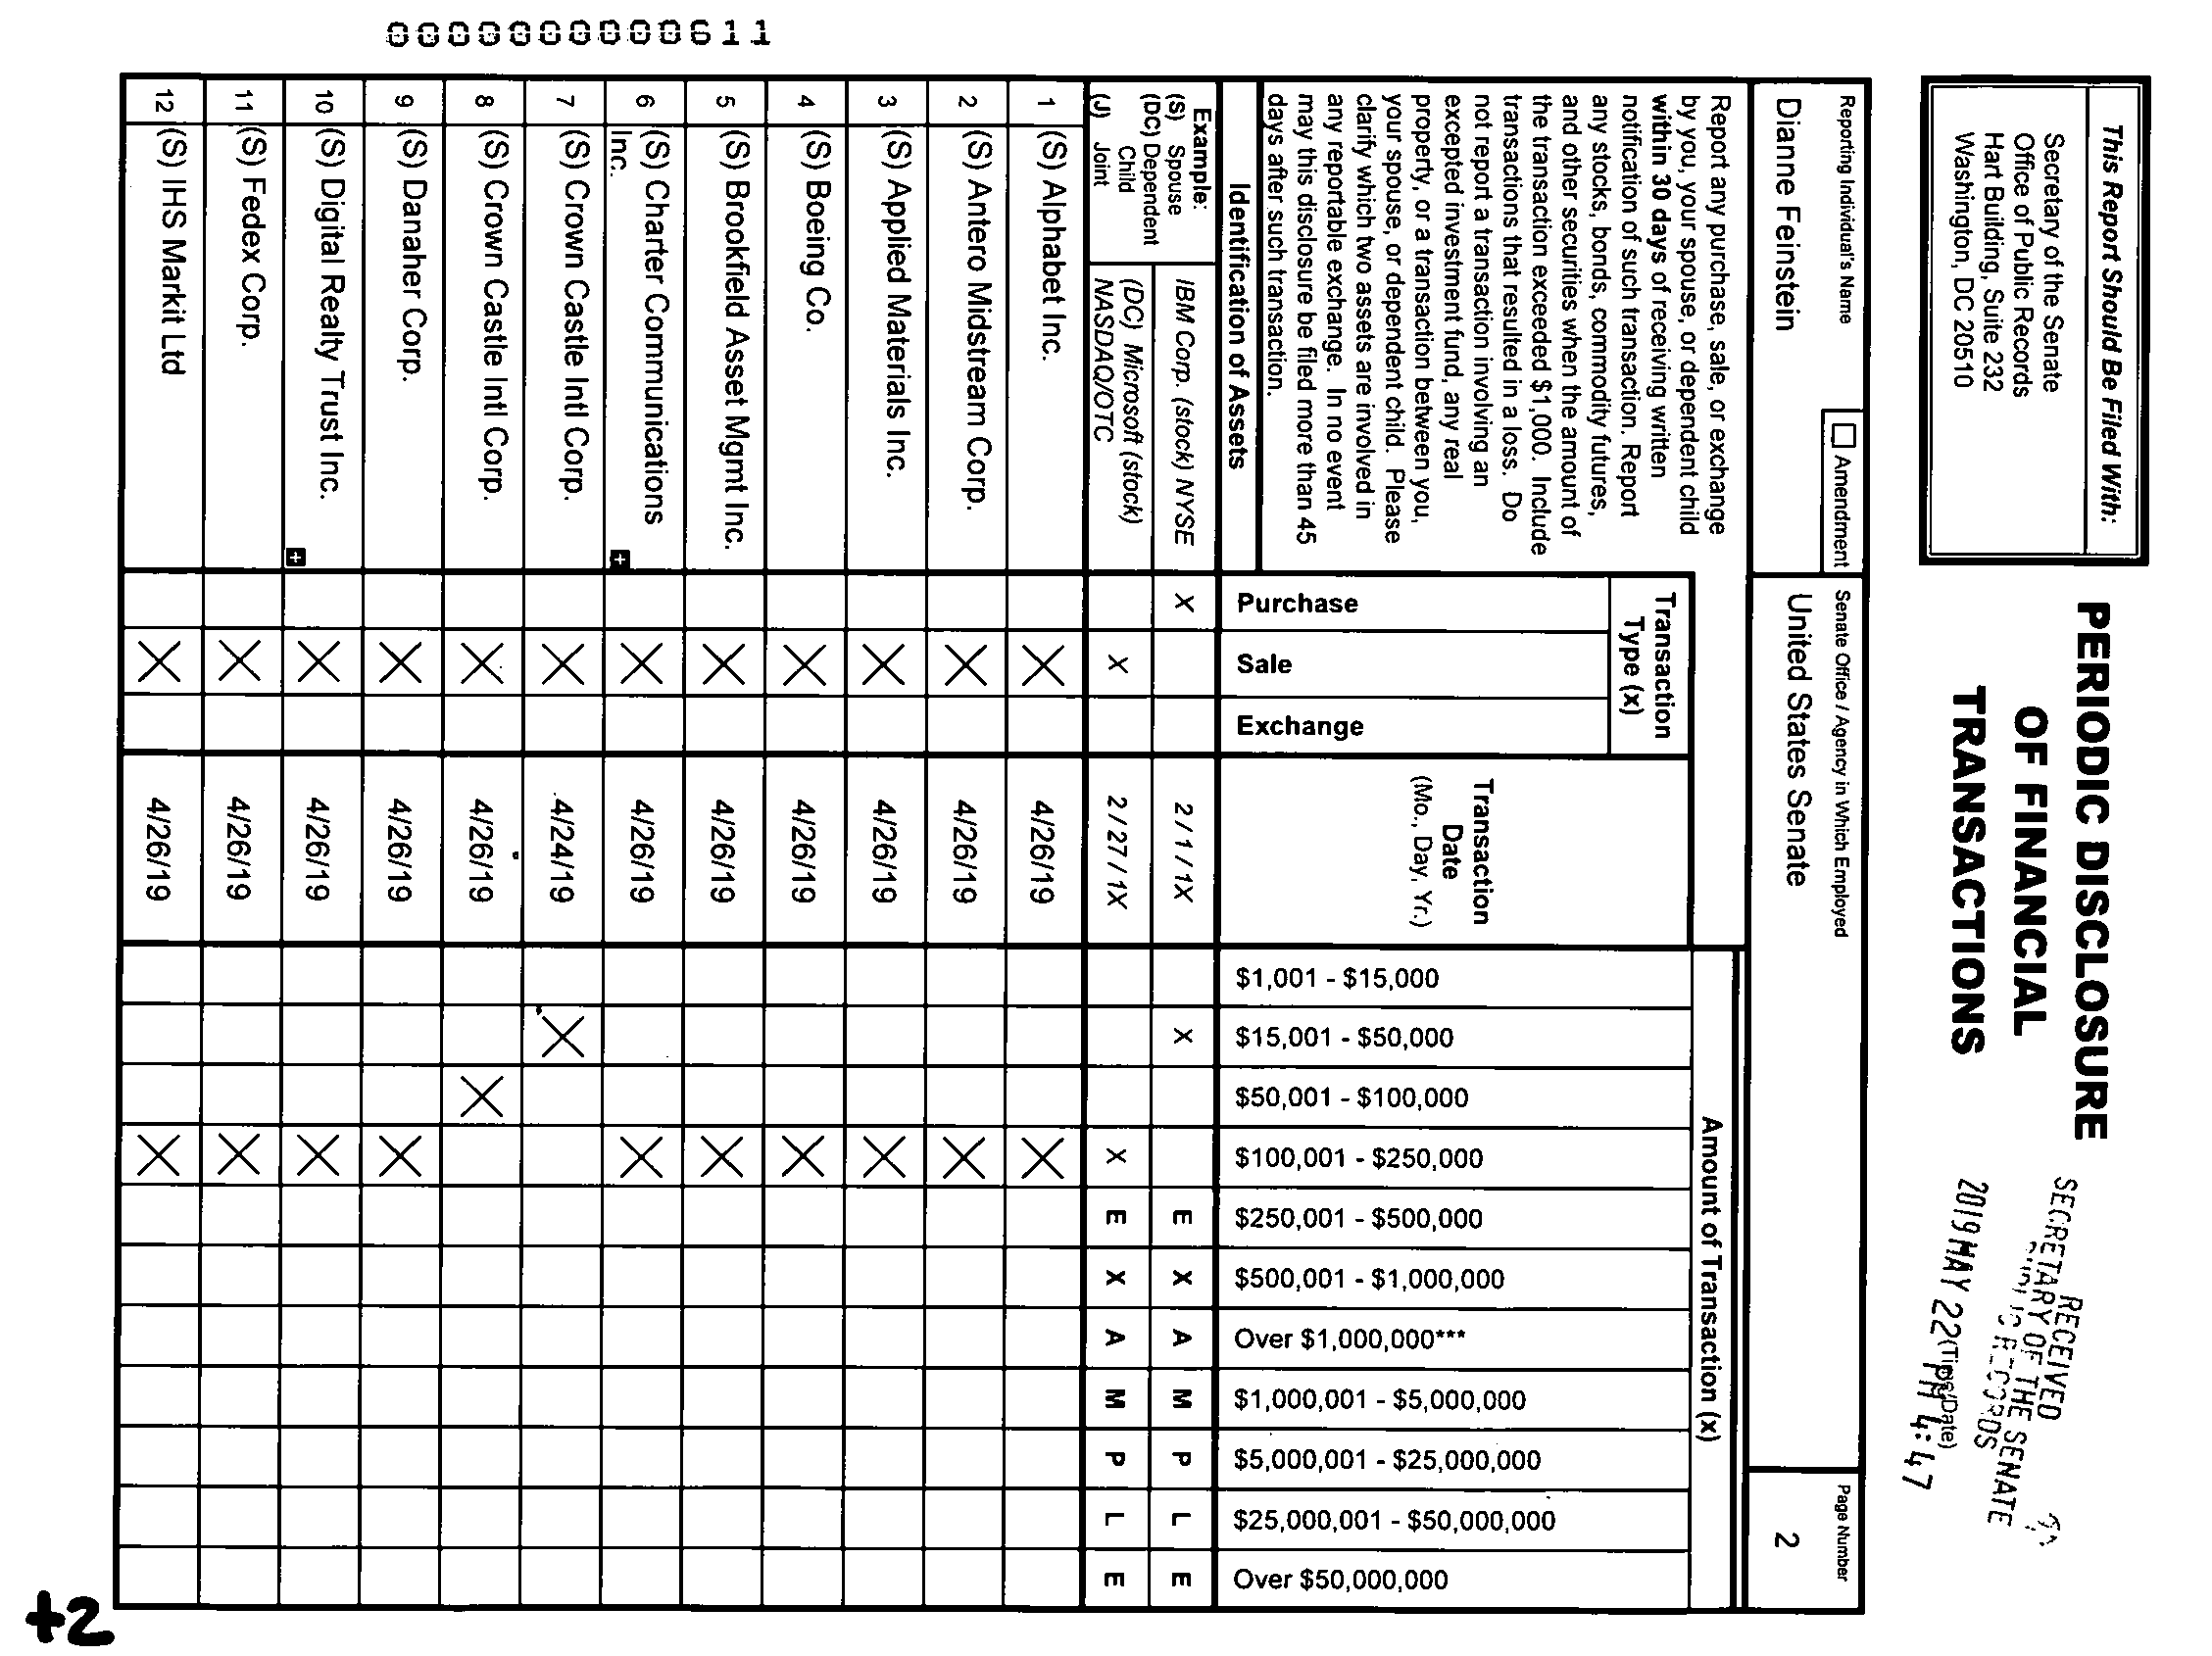 This Report Should Be Filed With:
Secretary of the Senate
Office of Public Records
Hart Building, Suite 232
Washington, DC 20510
PERIODIC DISCLOSURE
OF FINANCIAL
TRANSACTIONS
RECEIVED
SECRETARY OF THE SENATE
RECORDS
2019 MAY 22 PM 4:47
Reporting Individual's Name
Amendment
Senate Office / Agency in Which Employed
Page Number
Dianne Feinstein
United States Senate
2
Report any purchase, sale, or exchange
by you, your spouse, or dependent child
within 30 days of receiving written
notification of such transaction. Report
any stocks, bonds, commodity futures,
and other securities when the amount of
the transaction exceeded $1,000. Include
transactions that resulted in a loss. Do
not report a transaction involving an
excepted investment fund, any real
property, or a transaction between you,
your spouse, or dependent child. Please
clarify which two assets are involved in
any reportable exchange. In no event
may this disclosure be filed more than 45
days after such transaction.
Identification of Assets
Transaction
Type (x)
Purchase
Sale
Exchange
Transaction
Date
(Mo., Day, Yr.)
Amount of Transaction (x)
$1,001 - $15,000
$15,001 - $50,000
$50,001 - $100,000
$100,001 - $250,000
$250,001 - $500,000
$500,001 - $1,000,000
Over $1,000,000***
$1,000,001 - $5,000,000
$5,000,001 - $25,000,000
$25,000,001 - $50,000,000
Over $50,000,000
Example:
(S) Spouse
(DC) Dependent
Child
(J) Joint
IBM Corp. (stock) NYSE X 2 / 1 / 1X X E X A M P L E
(DC) Microsoft (stock)
NASDAQ/OTC X 2 / 27 / 1X X E X A M P L E
1 (S) Alphabet Inc. X 4/26/19 X
2 (S) Antero Midstream Corp. X 4/26/19 X
3 (S) Applied Materials Inc. X 4/26/19 X
4 (S) Boeing Co. X 4/26/19 X
5 (S) Brookfield Asset Mgmt Inc. X 4/26/19 X
6 (S) Charter Communications
Inc. + X 4/26/19 X
7 (S) Crown Castle Intl Corp. X 4/24/19 X
8 (S) Crown Castle Intl Corp. X 4/26/19 X
9 (S) Danaher Corp. X 4/26/19 X
10 (S) Digital Realty Trust Inc. + X 4/26/19 X
11 (S) Fedex Corp. X 4/26/19 X
12 (S) IHS Markit Ltd X 4/26/19 X
0000000000611
+2